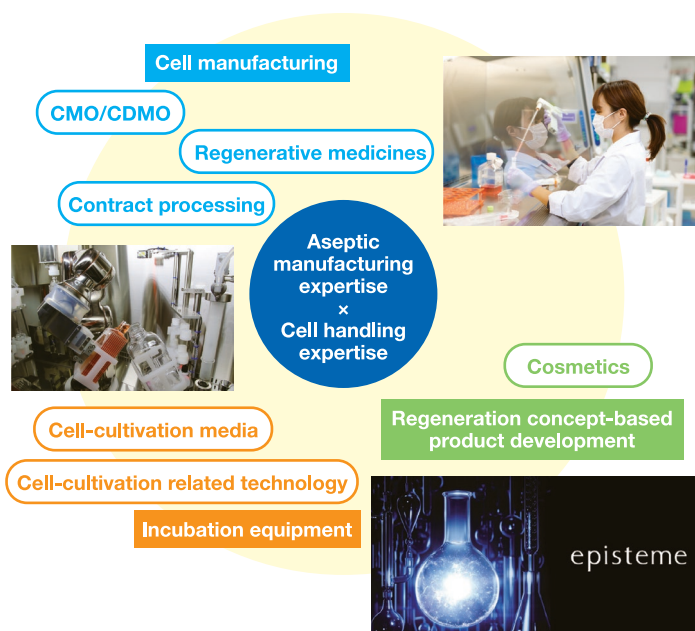 Cell manufacturing
CMO/CDMO
Regenerative medicines
Contract processing
Aseptic
manufacturing
expertise
×
Cell handling
expertise
Cosmetics
Regeneration concept-based
product development
Cell-cultivation media
Cell-cultivation related technology
Incubation equipment
episteme